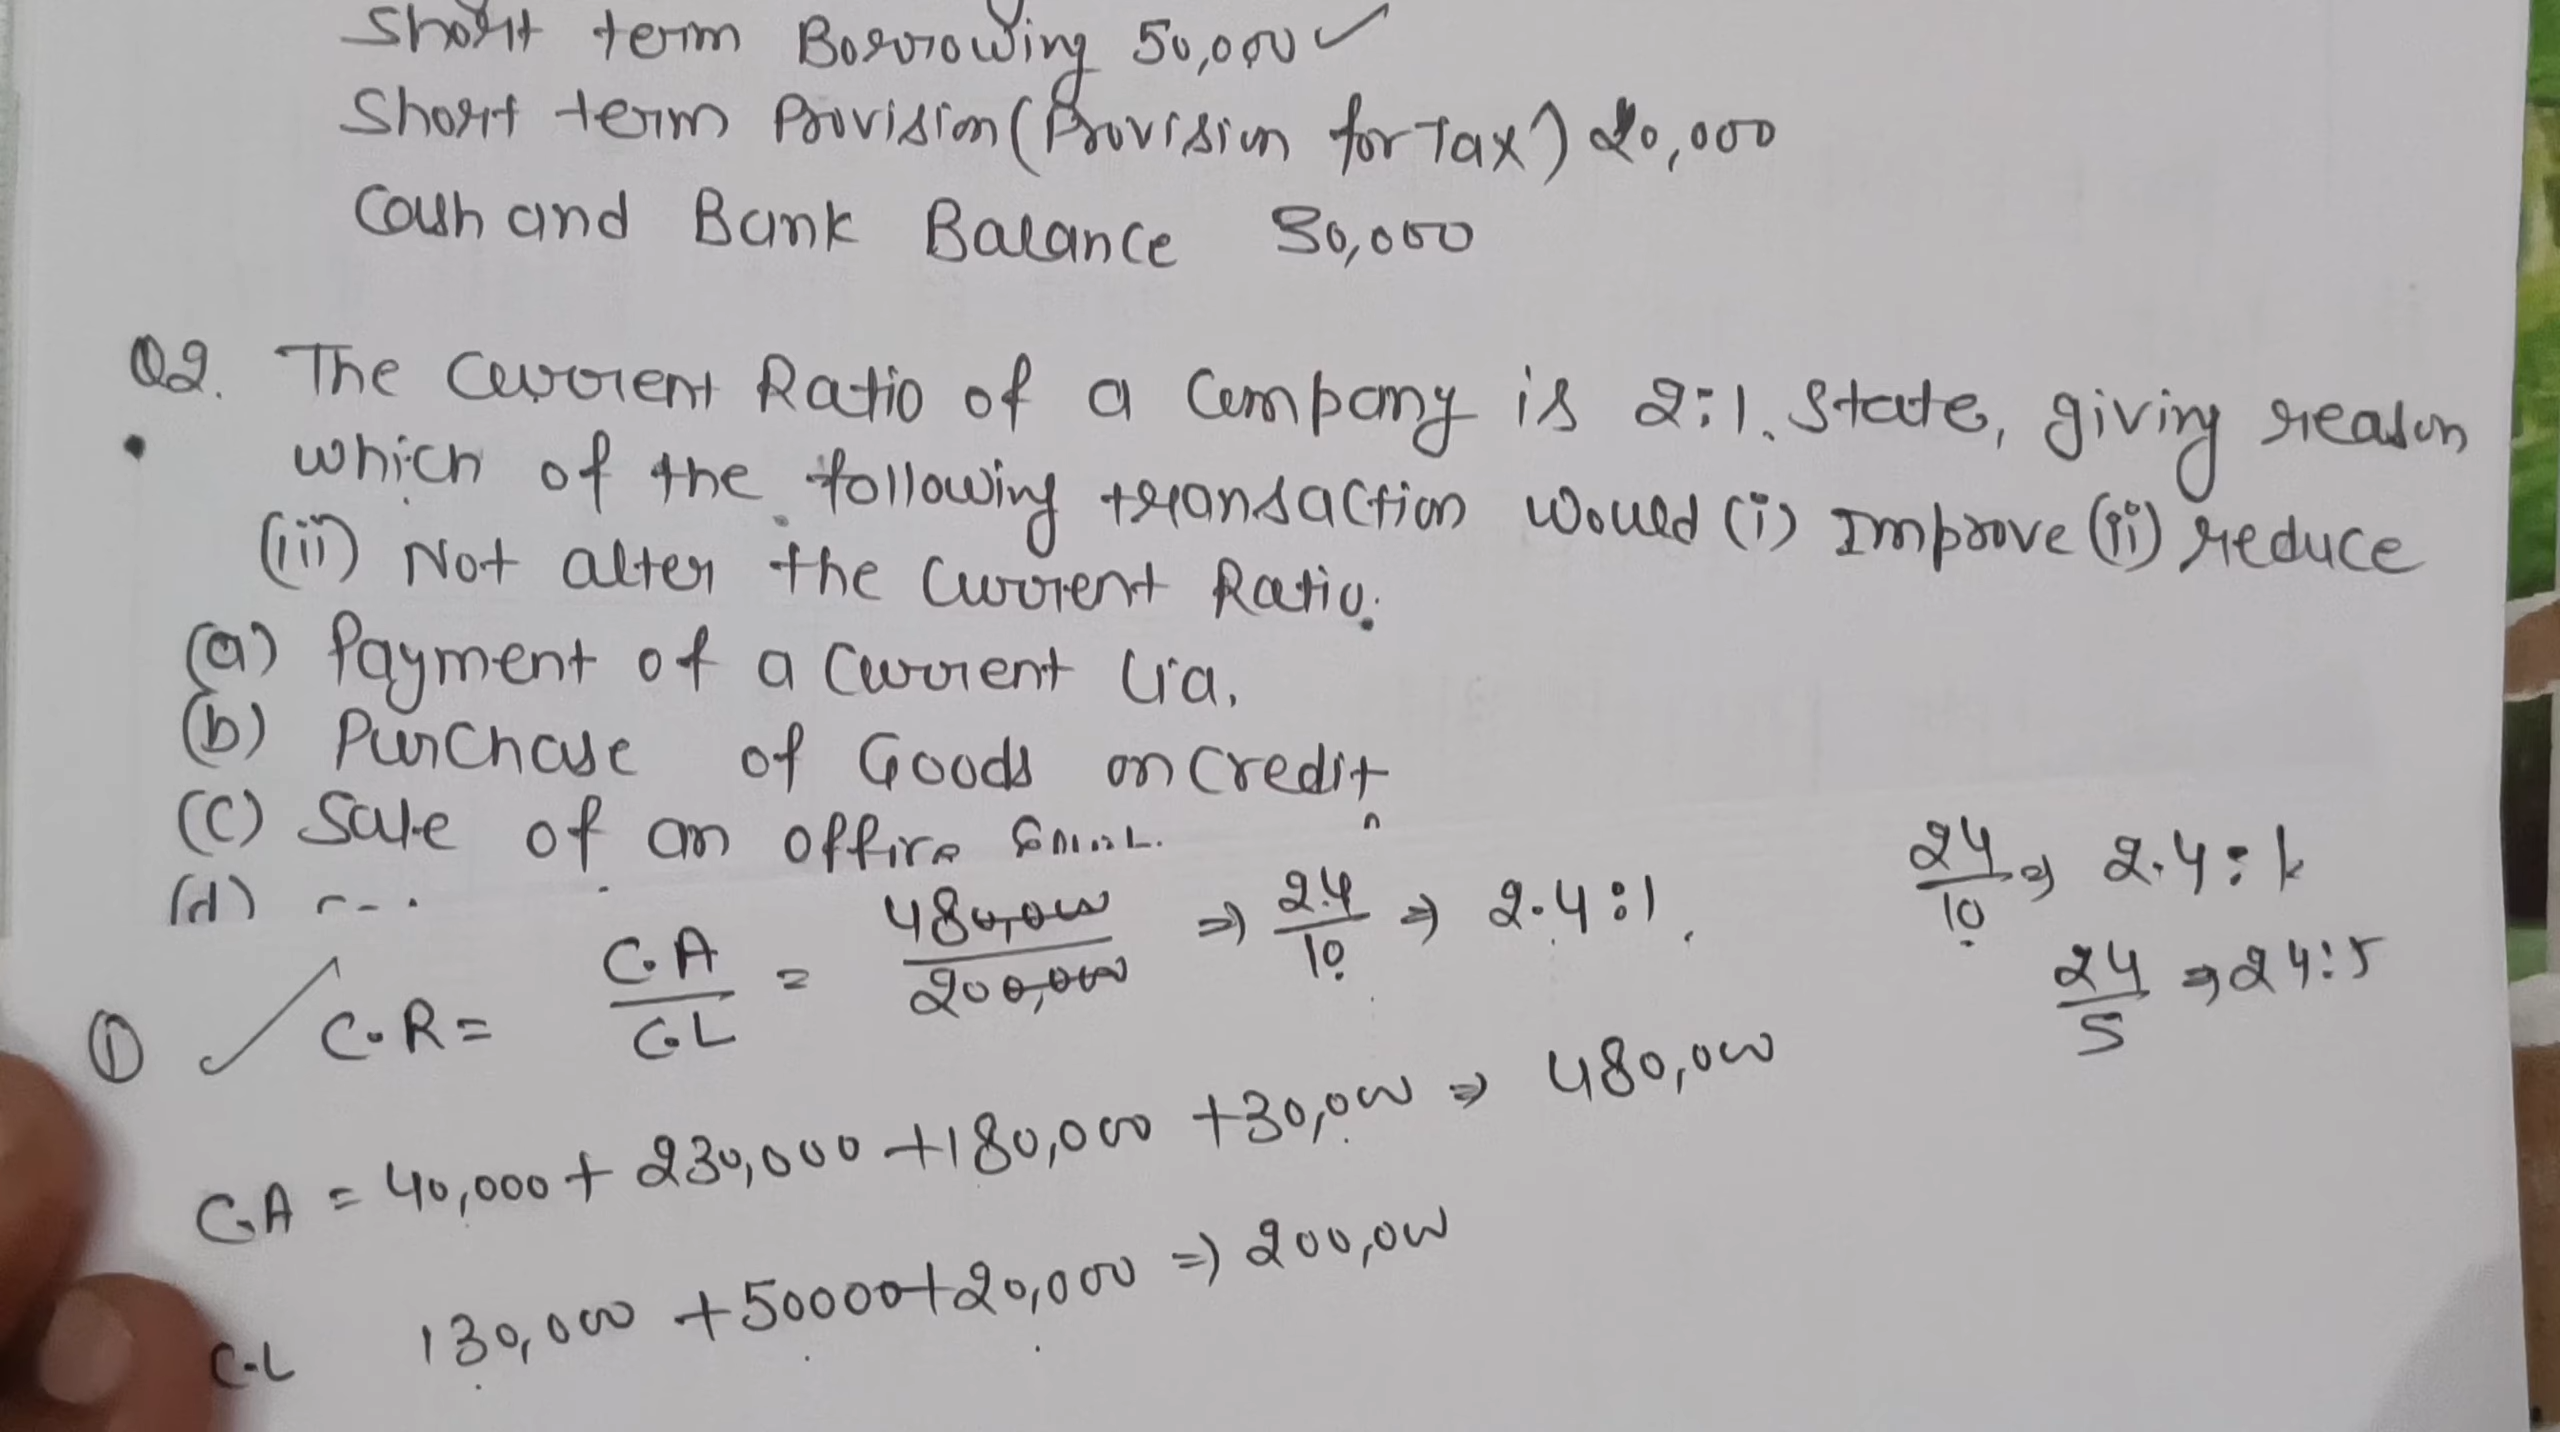 Short term Borrowing 50,000 ✓
Short term Provision (Provision for Tax) 20,000
Cash and Bank Balance 30,000
Q2. The Current Ratio of a Company is 2:1. State, giving reason
which of the following transaction would (i) Improve (ii) reduce
(iii) Not alter the Current Ratio.
(a) Payment of a Current Lia.
(b) Purchase of Goods on Credit
(c) Sale of an office
(d)
① ✓ C.R = C.A / C.L = 480,000 / 200,000 ⇒ 24 / 10 ⇒ 2.4:1.
24 / 10 ⇒ 2.4:1
24 / 5 ⇒ 24:5
C.A = 40,000 + 230,000 + 180,000 + 30,000 ⇒ 480,000
C.L 130,000 + 50000 + 20,000 ⇒ 200,000